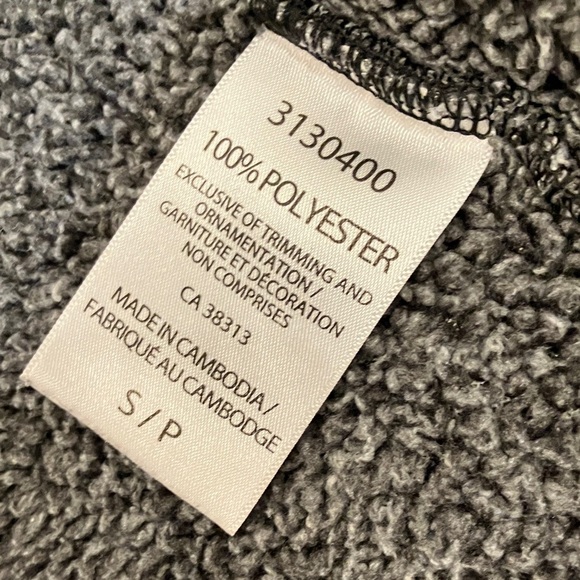 3130400
100% POLYESTER
EXCLUSIVE OF TRIMMING AND
ORNAMENTATION /
GARNITURE ET DECORATION
NON COMPRISES
CA 38313
MADE IN CAMBODIA /
FABRIQUÉ AU CAMBODGE
S / P